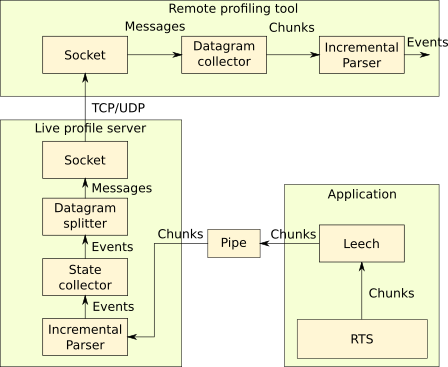 Remote profiling tool
Messages
Chunks
Events
Socket
Datagram
collector
Incremental
Parser
TCP/UDP
Live profile server
Socket
Messages
Datagram
splitter
Events
State
collector
Events
Incremental
Parser
Chunks
Pipe
Chunks
Application
Leech
Chunks
RTS